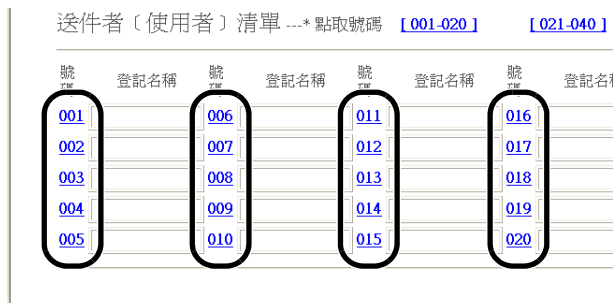 送件者﹝使用者﹞清單 ---* 點取號碼 [ 001-020 ] [ 021-040 ]
號碼 登記名稱 號碼 登記名稱 號碼 登記名稱 號碼 登記名稱
001 006 011 016
002 007 012 017
003 008 013 018
004 009 014 019
005 010 015 020